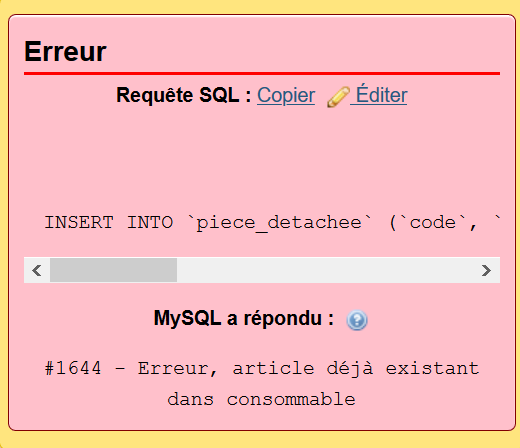 Erreur
Requête SQL : Copier Éditer
INSERT INTO `piece_detachee` (`code`, `
MySQL a répondu :
#1644 - Erreur, article déjà existant
dans consommable